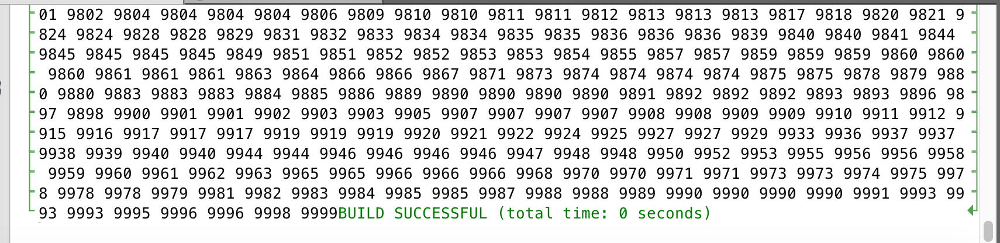 01 9802 9804 9804 9804 9804 9806 9809 9810 9810 9811 9811 9812 9813 9813 9813 9817 9818 9820 9821 9
824 9824 9828 9828 9829 9831 9832 9833 9834 9834 9835 9835 9836 9836 9836 9839 9840 9840 9841 9844
9845 9845 9845 9845 9849 9851 9851 9852 9852 9853 9853 9854 9855 9857 9857 9859 9859 9859 9860 9860
9860 9861 9861 9861 9863 9864 9866 9866 9867 9871 9873 9874 9874 9874 9874 9875 9875 9878 9879 988
0 9880 9883 9883 9883 9884 9885 9886 9889 9890 9890 9890 9890 9891 9892 9892 9892 9893 9893 9896 98
97 9898 9900 9901 9901 9902 9903 9903 9905 9907 9907 9907 9907 9908 9908 9909 9909 9910 9911 9912 9
915 9916 9917 9917 9917 9919 9919 9919 9920 9921 9922 9924 9925 9927 9927 9929 9933 9936 9937 9937
9938 9939 9940 9940 9944 9944 9946 9946 9946 9946 9947 9948 9948 9950 9952 9953 9955 9956 9956 9958
9959 9960 9961 9962 9963 9965 9965 9966 9966 9966 9968 9970 9970 9971 9971 9973 9973 9974 9975 997
8 9978 9978 9979 9981 9982 9983 9984 9985 9985 9987 9988 9988 9989 9990 9990 9990 9990 9991 9993 99
93 9993 9995 9996 9996 9998 9999BUILD SUCCESSFUL (total time: 0 seconds)